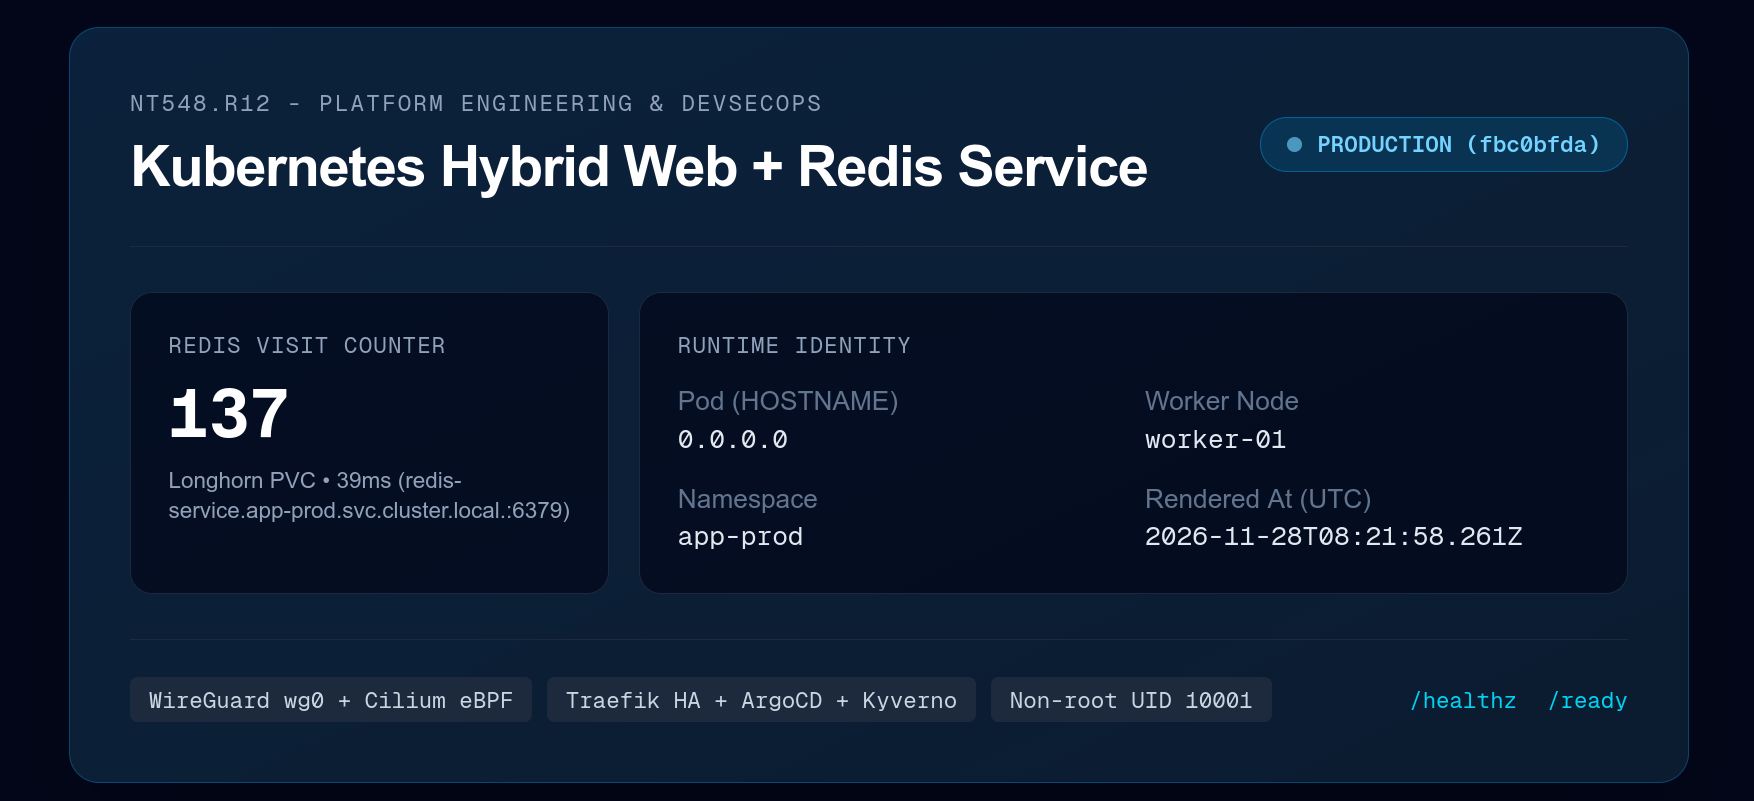 NT548.R12 - PLATFORM ENGINEERING & DEVSECOPS
Kubernetes Hybrid Web + Redis Service
PRODUCTION (fbc0bfda)
REDIS VISIT COUNTER
137
Longhorn PVC • 39ms (redis-
service.app-prod.svc.cluster.local.:6379)
RUNTIME IDENTITY
Pod (HOSTNAME)
0.0.0.0
Worker Node
worker-01
Namespace
app-prod
Rendered At (UTC)
2026-11-28T08:21:58.261Z
WireGuard wg0 + Cilium eBPF
Traefik HA + ArgoCD + Kyverno
Non-root UID 10001
/healthz
/ready